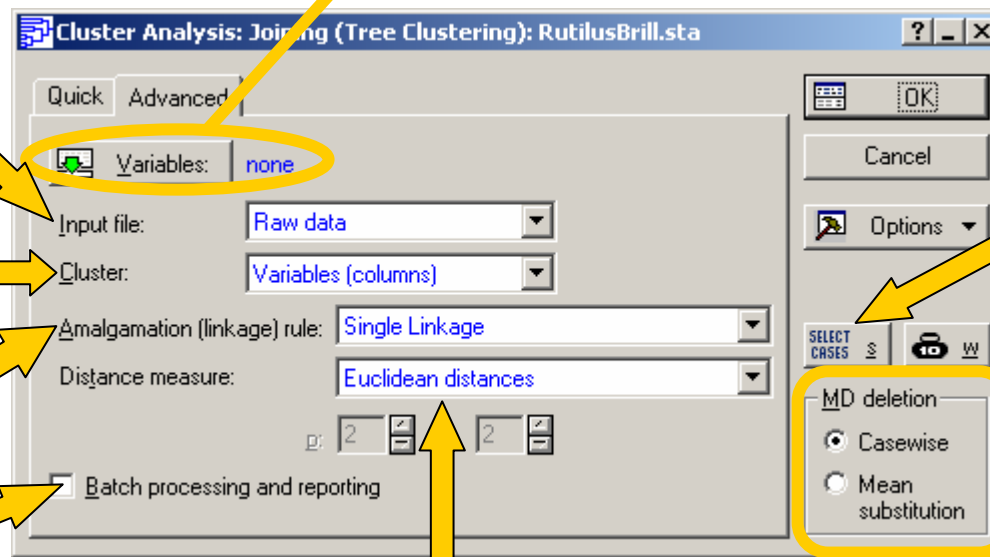 Cluster Analysis: Joining (Tree Clustering): RutilusBrill.sta
Quick Advanced
Variables: none
Input file: Raw data
Cluster: Variables (columns)
Amalgamation (linkage) rule: Single Linkage
Distance measure: Euclidean distances
p: 2 2
Batch processing and reporting
OK
Cancel
Options
SELECT CASES S
10 W
MD deletion
Casewise
Mean
substitution